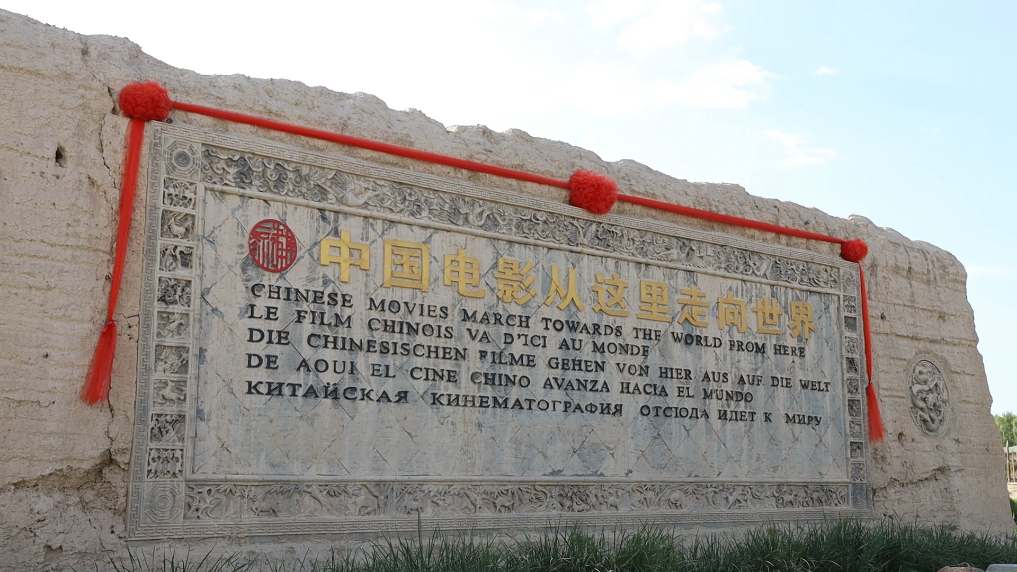 中国电影从这里走向世界
CHINESE MOVIES MARCH TOWARDS THE WORLD FROM HERE
LE FILM CHINOIS VA D'ICI AU MONDE
DIE CHINESISCHEN FILME GEHEN VON HIER AUS AUF DIE WELT
DE AOUI EL CINE CHINO AVANZA HACIA EL MUNDO
КИТАЙСКАЯ КИНЕМАТОГРАФИЯ ОТСЮДА ИДЕТ К МИРУ